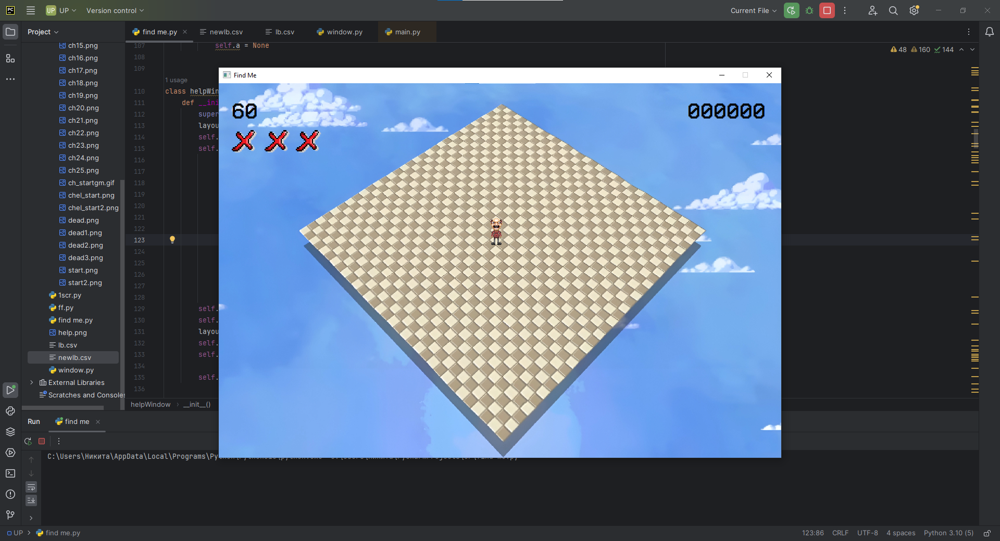 PC UP UP Version control Current File
Project find me.py newlb.csv lb.csv window.py main.py
ch15.png
ch16.png
ch17.png
ch18.png
ch19.png
ch20.png
ch21.png
ch22.png
ch23.png
ch24.png
ch25.png
ch_startgm.gif
chel_start.png
chel_start2.png
dead.png
dead1.png
dead2.png
dead3.png
start.png
start2.png
1scr.py
ff.py
find me.py
help.png
lb.csv
newlb.csv
window.py
External Libraries
Scratches and Consoles
107 self.a = None
108
109
1 usage
110 class helpWin
111 def __ini
112 super
113 layou
114 self.
115 self.
116
117
118
119
120
121
122
123
124
125
126
127
128
129 self.
130 self.
131 layou
132 self.
133 self.
134
135 self.
136
48 160 144
Find Me
60 000000
helpWindow __init__()
Run find me
C:\Users\Никита\AppData\Local\Programs\Py
UP find me.py 123:86 CRLF UTF-8 4 spaces Python 3.10 (5)